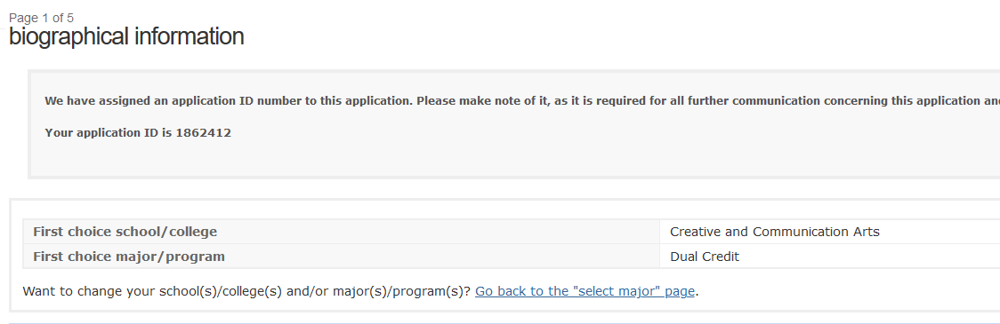 Page 1 of 5
biographical information
We have assigned an application ID number to this application. Please make note of it, as it is required for all further communication concerning this application an
Your application ID is 1862412
First choice school/college Creative and Communication Arts
First choice major/program Dual Credit
Want to change your school(s)/college(s) and/or major(s)/program(s)? Go back to the "select major" page.